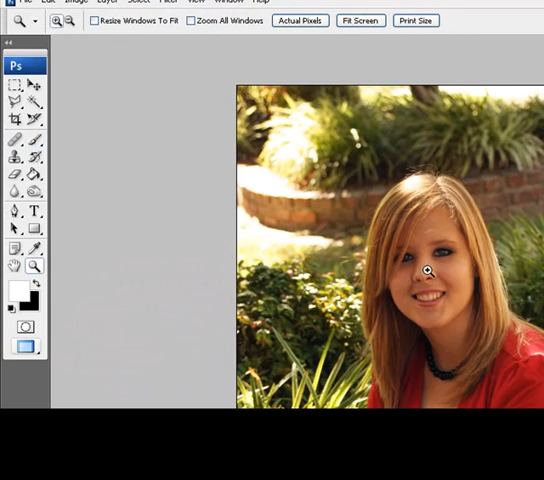 File Edit Image Layer Select Filter View Window Help
Resize Windows To Fit Zoom All Windows Actual Pixels Fit Screen Print Size
Ps
T